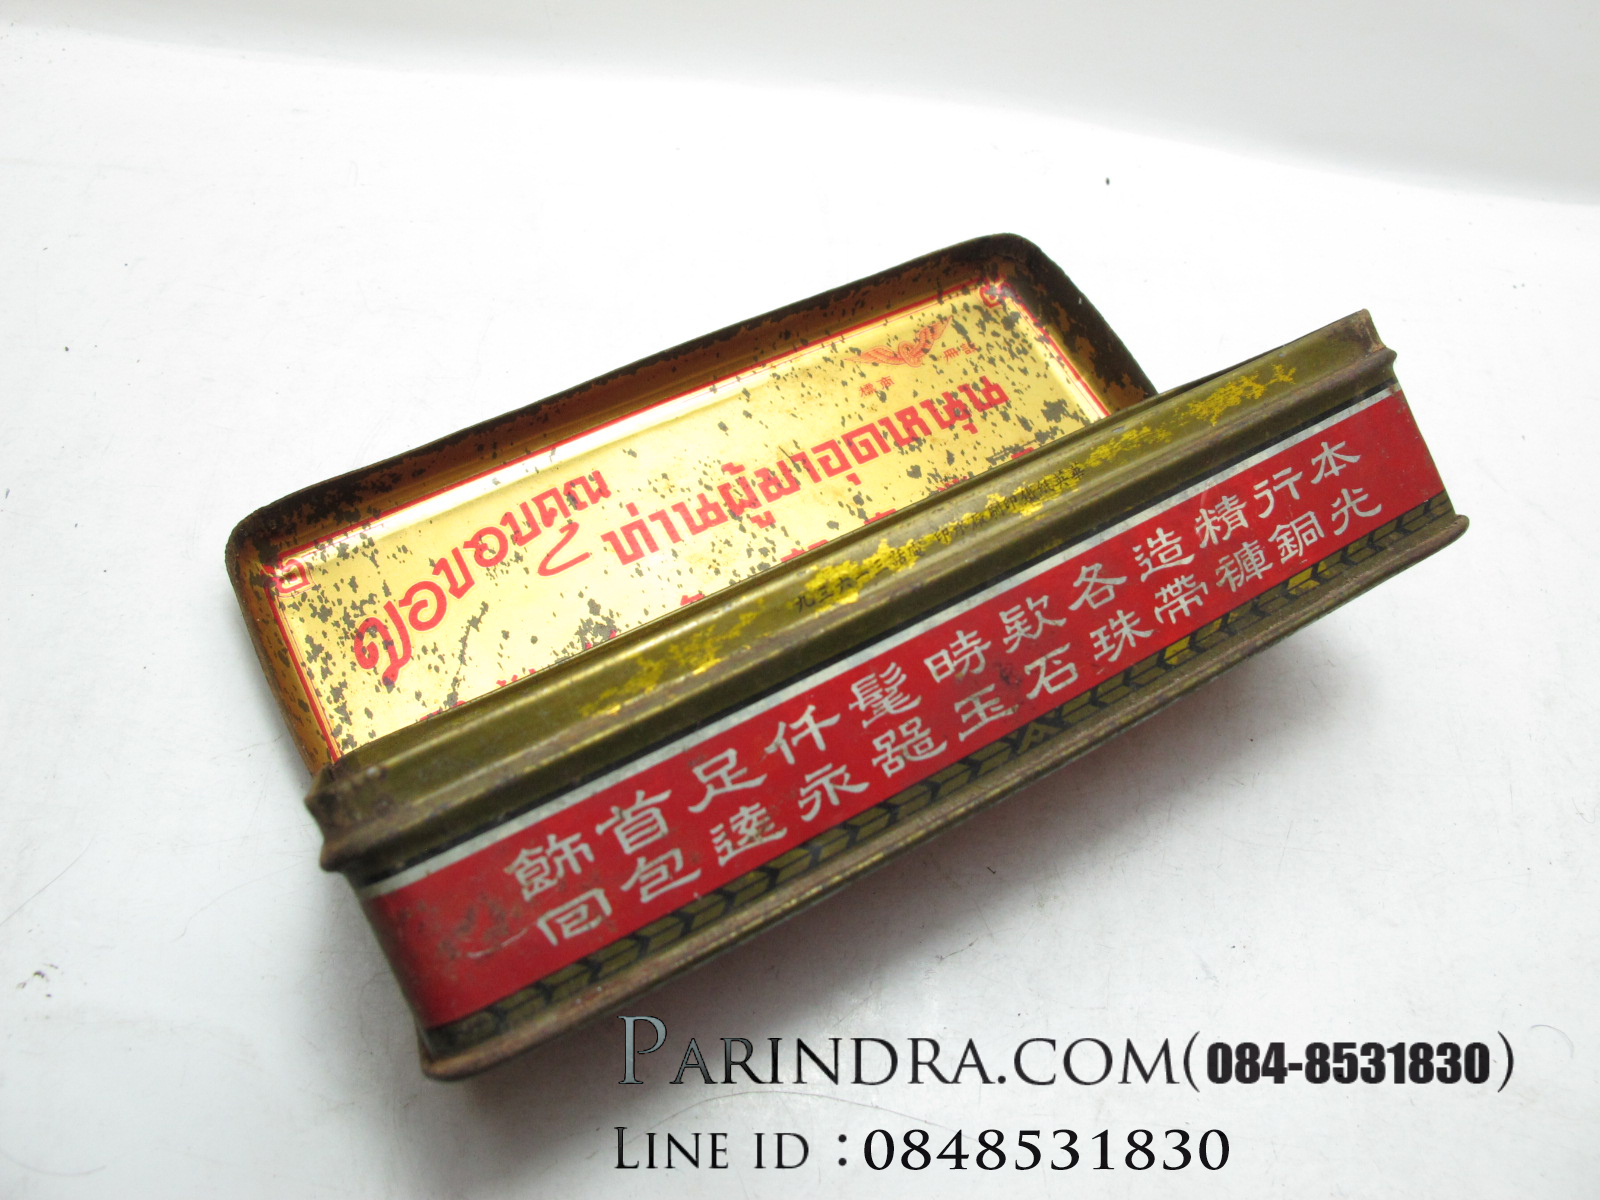 ขอขอบคุณ
ท่านผู้มาอุดหนุน
本行精造各欵時髦仟足首飾
光銅褲帶珠石玉器永遠包回
PARINDRA.COM(084-8531830)
LINE ID : 0848531830